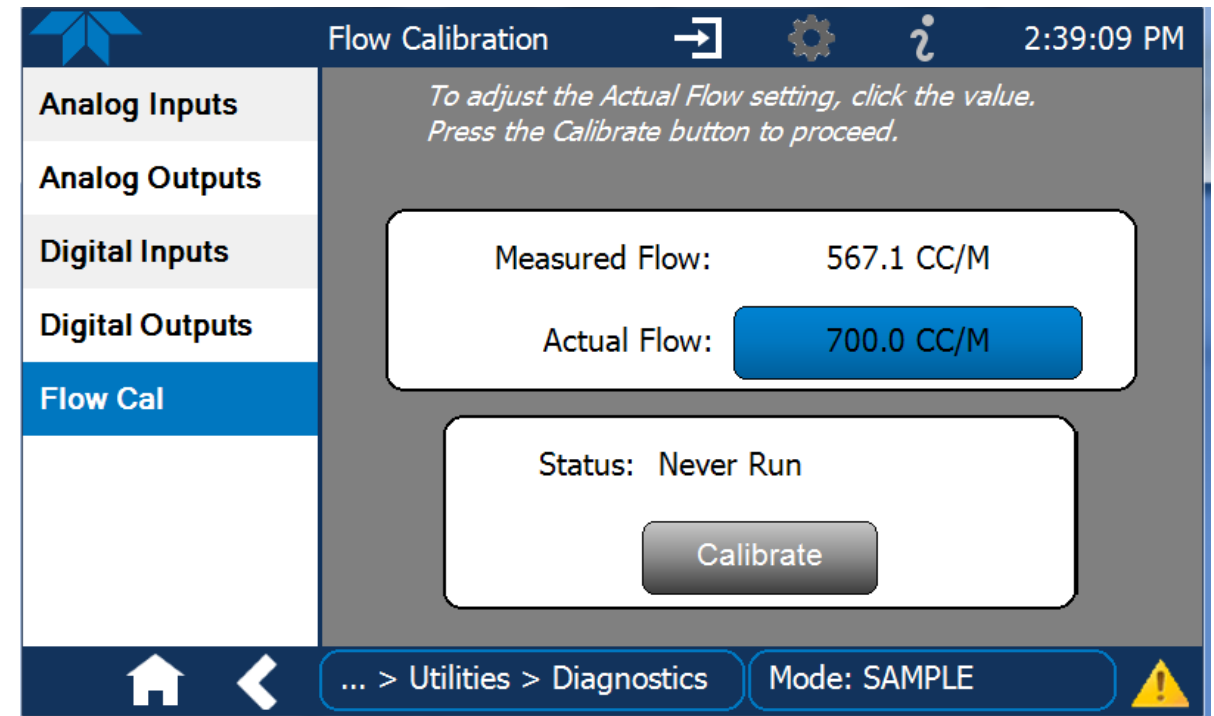 Flow Calibration
2:39:09 PM
Analog Inputs
Analog Outputs
Digital Inputs
Digital Outputs
Flow Cal
To adjust the Actual Flow setting, click the value.
Press the Calibrate button to proceed.
Measured Flow: 567.1 CC/M
Actual Flow: 700.0 CC/M
Status: Never Run
Calibrate
... > Utilities > Diagnostics
Mode: SAMPLE